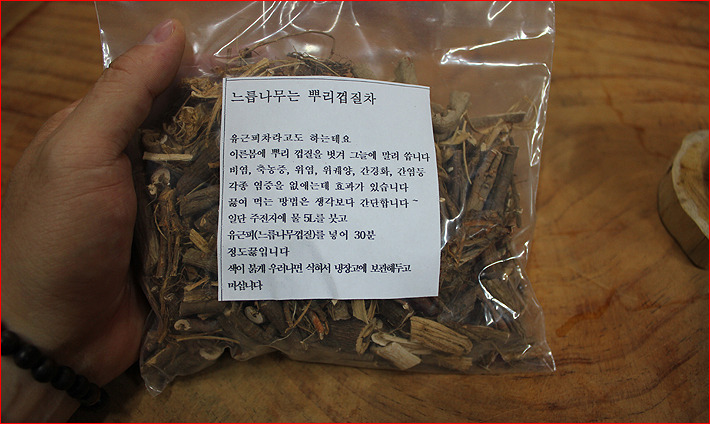 느릅나무는 뿌리껍질차
유근피차라고도 하는데요
이른봄에 뿌리 껍질을 벗겨 그늘에 말려 씁니다
비염, 축농증, 위염, 위궤양, 간경화, 간염등
각종 염증을 없에는데 효과가 있습니다
끓여 먹는 방법은 생각보다 간단합니다 ~
일단 주전자에 물 5L를 붓고
유근피(느릅나무껍질)를 넣어 30분
정도끓입니다
색이 붉게 우러나면 식혀서 냉장고에 보관해두고
마십니다